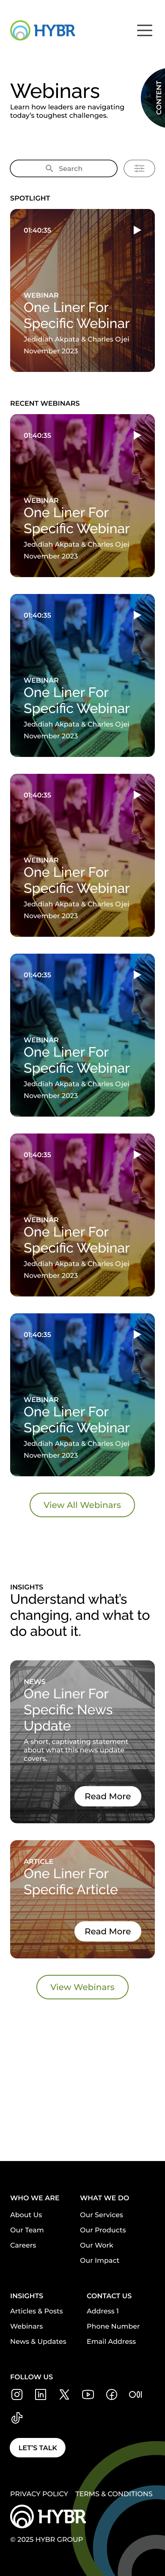 HYBR
Webinars
Learn how leaders are navigating
today's toughest challenges.
CONTENT
Search
SPOTLIGHT
01:40:35
WEBINAR
One Liner For
Specific Webinar
Jedidiah Akpata & Charles Ojei
November 2023
RECENT WEBINARS
01:40:35
WEBINAR
One Liner For
Specific Webinar
Jedidiah Akpata & Charles Ojei
November 2023
01:40:35
WEBINAR
One Liner For
Specific Webinar
Jedidiah Akpata & Charles Ojei
November 2023
01:40:35
WEBINAR
One Liner For
Specific Webinar
Jedidiah Akpata & Charles Ojei
November 2023
01:40:35
WEBINAR
One Liner For
Specific Webinar
Jedidiah Akpata & Charles Ojei
November 2023
01:40:35
WEBINAR
One Liner For
Specific Webinar
Jedidiah Akpata & Charles Ojei
November 2023
01:40:35
WEBINAR
One Liner For
Specific Webinar
Jedidiah Akpata & Charles Ojei
November 2023
View All Webinars
INSIGHTS
Understand what's
changing, and what to
do about it.
NEWS
One Liner For
Specific News
Update
A short, captivating statement
about what this news update
covers.
Read More
ARTICLE
One Liner For
Specific Article
Read More
View Webinars
WHO WE ARE
About Us
Our Team
Careers
WHAT WE DO
Our Services
Our Products
Our Work
Our Impact
INSIGHTS
Articles & Posts
Webinars
News & Updates
CONTACT US
Address 1
Phone Number
Email Address
FOLLOW US
LET'S TALK
PRIVACY POLICY TERMS & CONDITIONS
HYBR
© 2025 HYBR GROUP